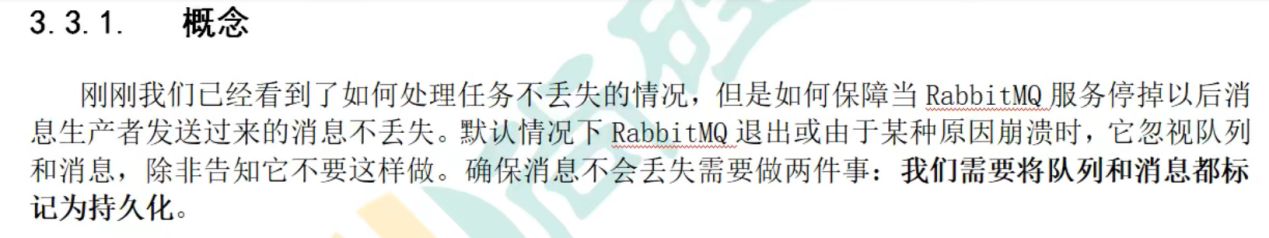 3.3.1. 概念
刚刚我们已经看到了如何处理任务不丢失的情况，但是如何保障当 RabbitMQ 服务停掉以后消
息生产者发送过来的消息不丢失。默认情况下 RabbitMQ 退出或由于某种原因崩溃时，它忽视队列
和消息，除非告知它不要这样做。确保消息不会丢失需要做两件事：我们需要将队列和消息都标
记为持久化。